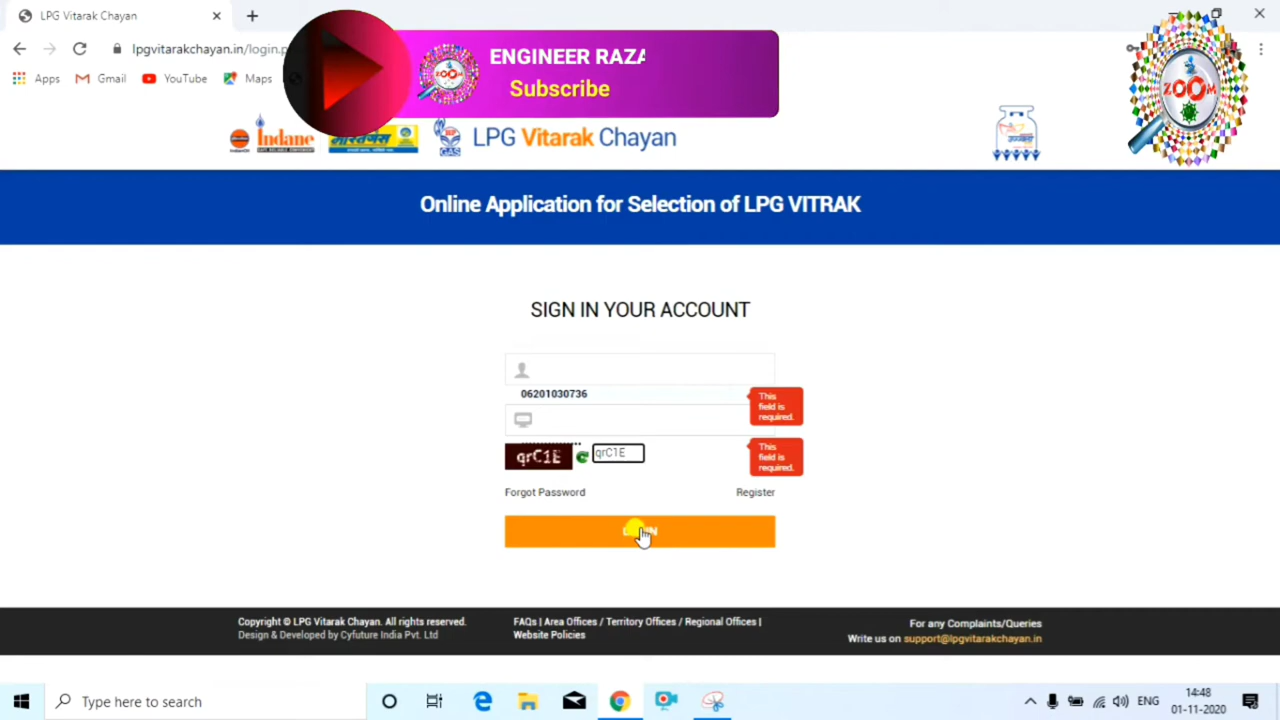 LPG Vitarak Chayan
lpgvitarakchayan.in/login.p
ENGINEER RAZA
Subscribe
Apps Gmail YouTube Maps
ZOOM
ZOOM
Indane
भारतगैस
GAS
LPG Vitarak Chayan
Online Application for Selection of LPG VITRAK
SIGN IN YOUR ACCOUNT
06201030736
This
field is
required.
qrC1E qrC1E
This
field is
required.
Forgot Password Register
Copyright © LPG Vitarak Chayan. All rights reserved.
Design & Developed by Cyfuture India Pvt. Ltd
FAQs | Area Offices / Territory Offices / Regional Offices |
Website Policies
For any Complaints/Queries
Write us on support@lpgvitarakchayan.in
Type here to search
ENG
14:48
01-11-2020